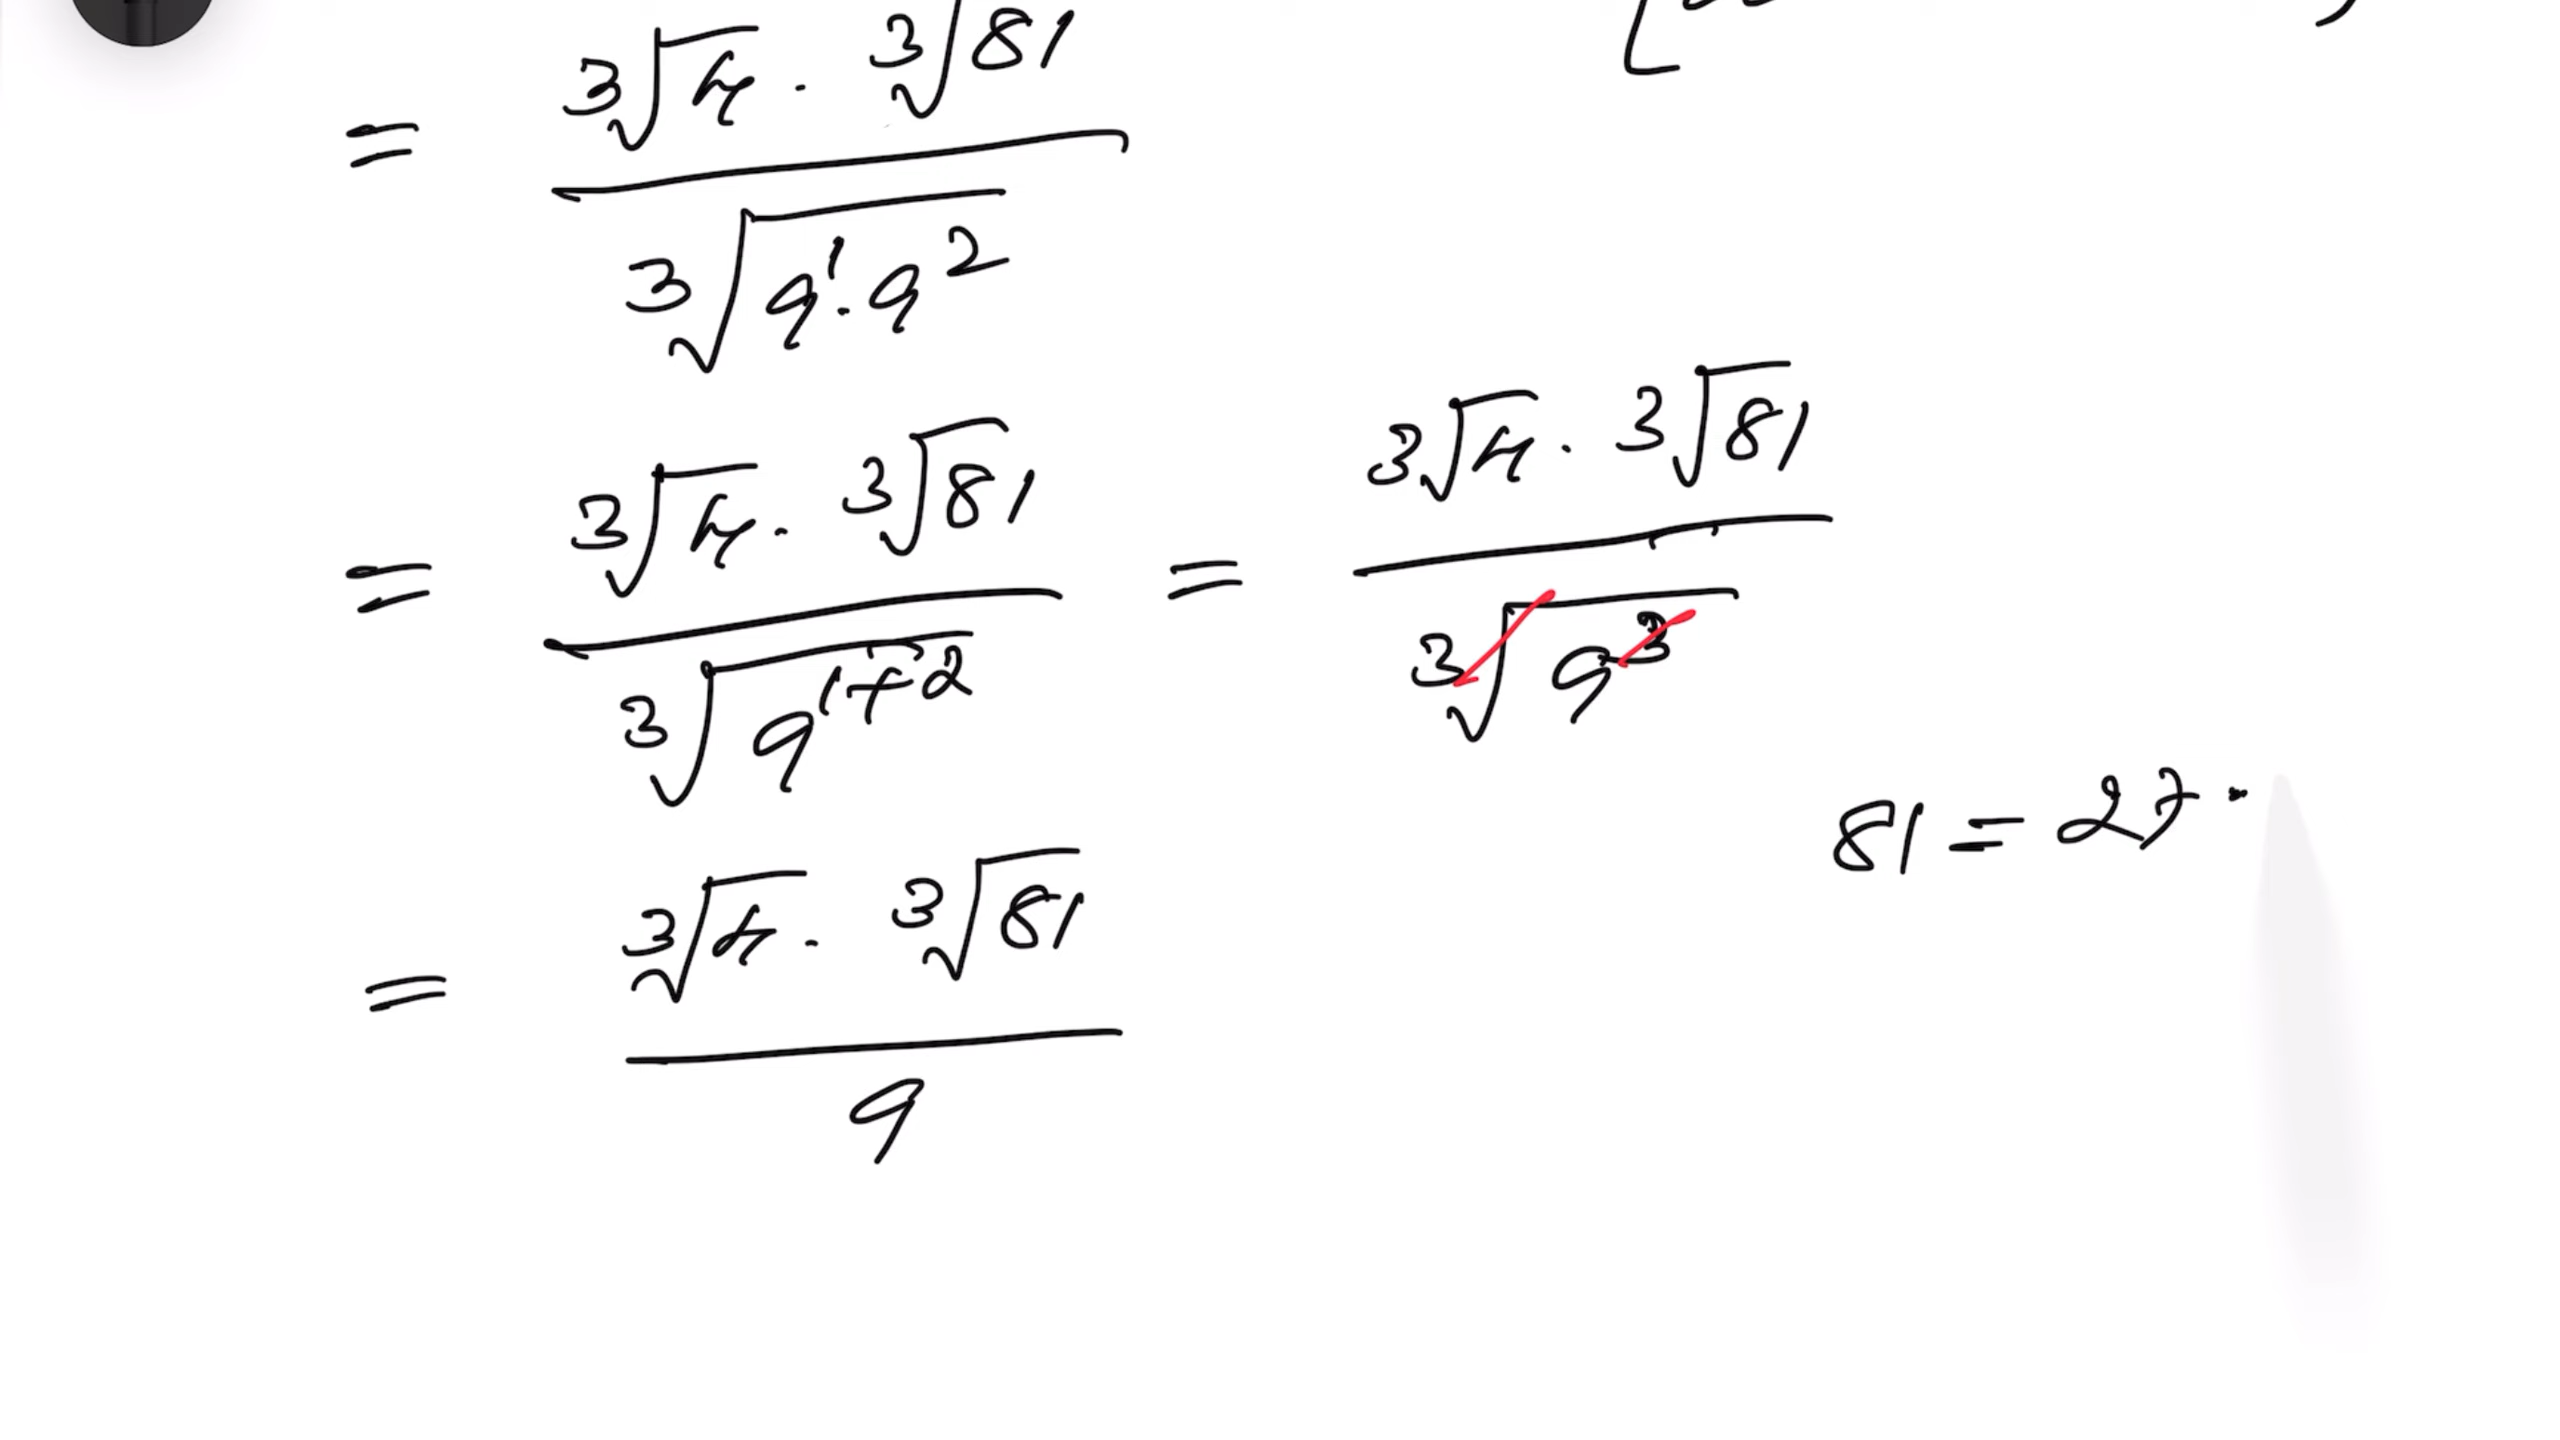 = ∛4 · ∛81 / ∛(9¹·9²)
= ∛4 · ∛81 / ∛(9¹⁺²) = ∛4 · ∛81 / ∛(9³)
81 = 27 ·
= ∛4 · ∛81 / 9